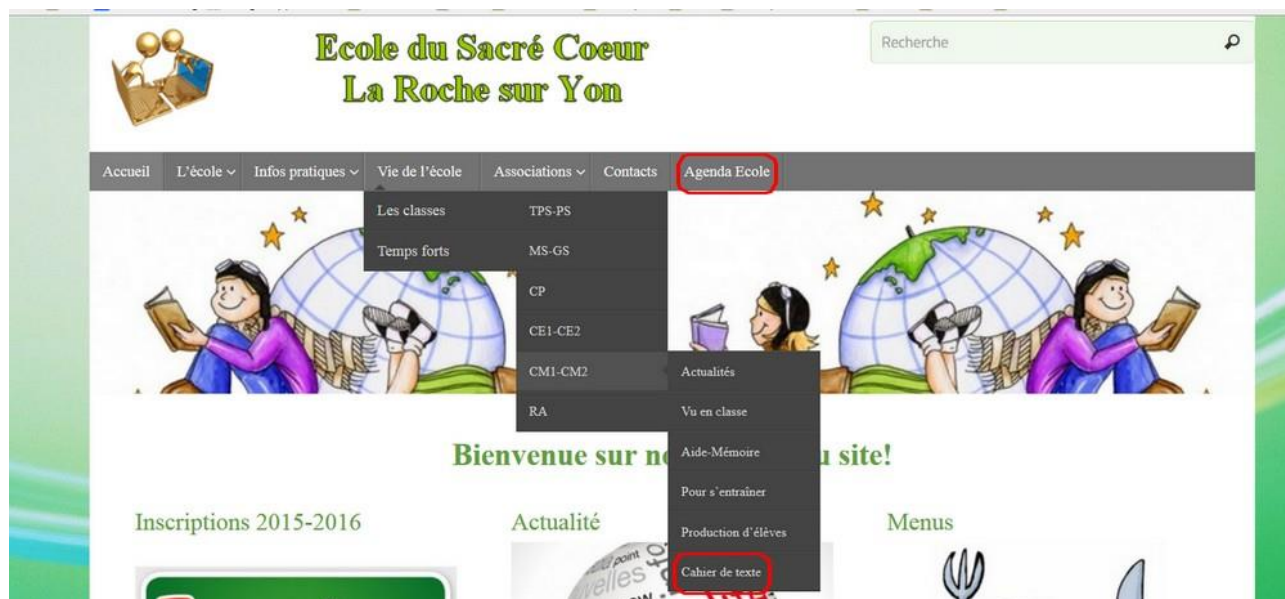 Ecole du Sacré Coeur
La Roche sur Yon
Recherche
Accueil L'école Infos pratiques Vie de l'école Associations Contacts Agenda Ecole
Les classes
Temps forts
TPS-PS
MS-GS
CP
CE1-CE2
CM1-CM2
RA
Actualités
Vu en classe
Aide-Mémoire
Pour s'entraîner
Production d'élèves
Cahier de texte
Bienvenue sur site!
Inscriptions 2015-2016
Actualité
Menus
point